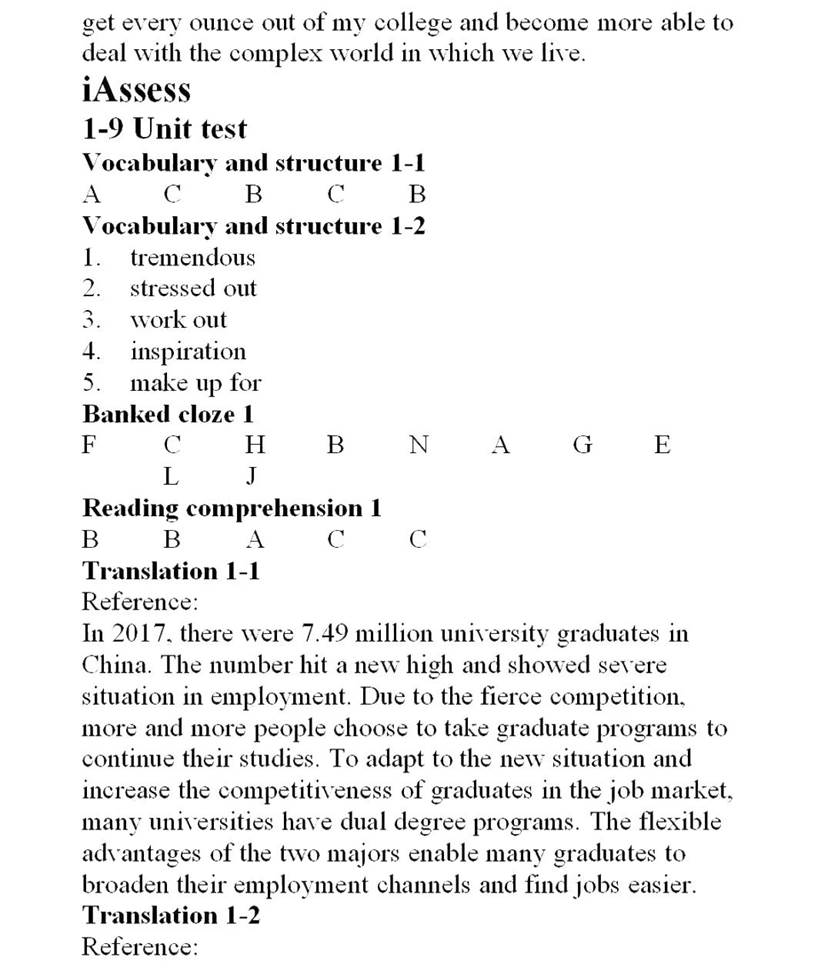 get every ounce out of my college and become more able to
deal with the complex world in which we live.
iAssess
1-9 Unit test
Vocabulary and structure 1-1
A C B C B
Vocabulary and structure 1-2
1. tremendous
2. stressed out
3. work out
4. inspiration
5. make up for
Banked cloze 1
F C H B N A G E
L J
Reading comprehension 1
B B A C C
Translation 1-1
Reference:
In 2017, there were 7.49 million university graduates in
China. The number hit a new high and showed severe
situation in employment. Due to the fierce competition,
more and more people choose to take graduate programs to
continue their studies. To adapt to the new situation and
increase the competitiveness of graduates in the job market,
many universities have dual degree programs. The flexible
advantages of the two majors enable many graduates to
broaden their employment channels and find jobs easier.
Translation 1-2
Reference: